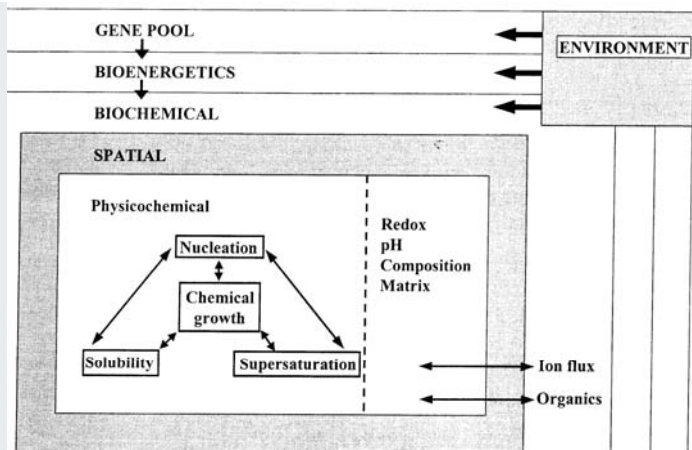 GENE POOL
ENVIRONMENT
BIOENERGETICS
BIOCHEMICAL
SPATIAL
Physicochemical
Redox
pH
Composition
Matrix
Nucleation
Chemical
growth
Solubility
Supersaturation
Ion flux
Organics